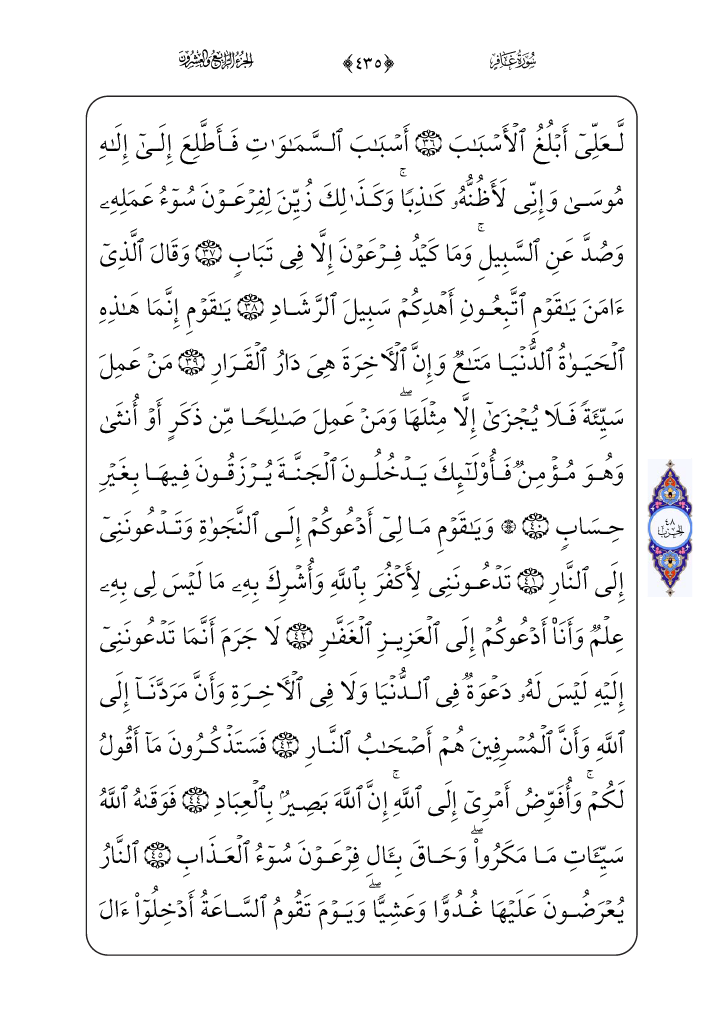 سُورَةُ غَافِرٍ ﴿٤٣٥﴾ الجُزْءُ الرَّابِعُ وَالعِشْرُونَ
لَّعَلِّيٓ أَبْلُغُ ٱلْأَسْبَٰبَ ٣٦ أَسْبَٰبَ ٱلسَّمَٰوَٰتِ فَأَطَّلِعَ إِلَىٰٓ إِلَٰهِ
مُوسَىٰ وَإِنِّى لَأَظُنُّهُۥ كَٰذِبًاۚ وَكَذَٰلِكَ زُيِّنَ لِفِرْعَوْنَ سُوٓءُ عَمَلِهِۦ
وَصُدَّ عَنِ ٱلسَّبِيلِۚ وَمَا كَيْدُ فِرْعَوْنَ إِلَّا فِى تَبَابٍ ٣٧ وَقَالَ ٱلَّذِىٓ
ءَامَنَ يَٰقَوْمِ ٱتَّبِعُونِ أَهْدِكُمْ سَبِيلَ ٱلرَّشَادِ ٣٨ يَٰقَوْمِ إِنَّمَا هَٰذِهِ
ٱلْحَيَوٰةُ ٱلدُّنْيَا مَتَٰعٌ وَإِنَّ ٱلْأَخِرَةَ هِىَ دَارُ ٱلْقَرَارِ ٣٩ مَنْ عَمِلَ
سَيِّئَةً فَلَا يُجْزَىٰٓ إِلَّا مِثْلَهَاۖ وَمَنْ عَمِلَ صَٰلِحًا مِّن ذَكَرٍ أَوْ أُنثَىٰ
وَهُوَ مُؤْمِنٌ فَأُو۟لَٰٓئِكَ يَدْخُلُونَ ٱلْجَنَّةَ يُرْزَقُونَ فِيهَا بِغَيْرِ
حِسَابٍ ٤٠ ۞ وَيَٰقَوْمِ مَا لِىٓ أَدْعُوكُمْ إِلَى ٱلنَّجَوٰةِ وَتَدْعُونَنِىٓ
إِلَى ٱلنَّارِ ٤١ تَدْعُونَنِى لِأَكْفُرَ بِٱللَّهِ وَأُشْرِكَ بِهِۦ مَا لَيْسَ لِى بِهِۦ
عِلْمٌ وَأَنَا۠ أَدْعُوكُمْ إِلَى ٱلْعَزِيزِ ٱلْغَفَّٰرِ ٤٢ لَا جَرَمَ أَنَّمَا تَدْعُونَنِىٓ
إِلَيْهِ لَيْسَ لَهُۥ دَعْوَةٌ فِى ٱلدُّنْيَا وَلَا فِى ٱلْأَخِرَةِ وَأَنَّ مَرَدَّنَآ إِلَى
ٱللَّهِ وَأَنَّ ٱلْمُسْرِفِينَ هُمْ أَصْحَٰبُ ٱلنَّارِ ٤٣ فَسَتَذْكُرُونَ مَآ أَقُولُ
لَكُمْۚ وَأُفَوِّضُ أَمْرِىٓ إِلَى ٱللَّهِۚ إِنَّ ٱللَّهَ بَصِيرٌۢ بِٱلْعِبَادِ ٤٤ فَوَقَىٰهُ ٱللَّهُ
سَيِّـَٔاتِ مَا مَكَرُوا۟ۖ وَحَاقَ بِـَٔالِ فِرْعَوْنَ سُوٓءُ ٱلْعَذَابِ ٤٥ ٱلنَّارُ
يُعْرَضُونَ عَلَيْهَا غُدُوًّا وَعَشِيًّاۖ وَيَوْمَ تَقُومُ ٱلسَّاعَةُ أَدْخِلُوٓا۟ ءَالَ
٤٨
الحِزْبُ